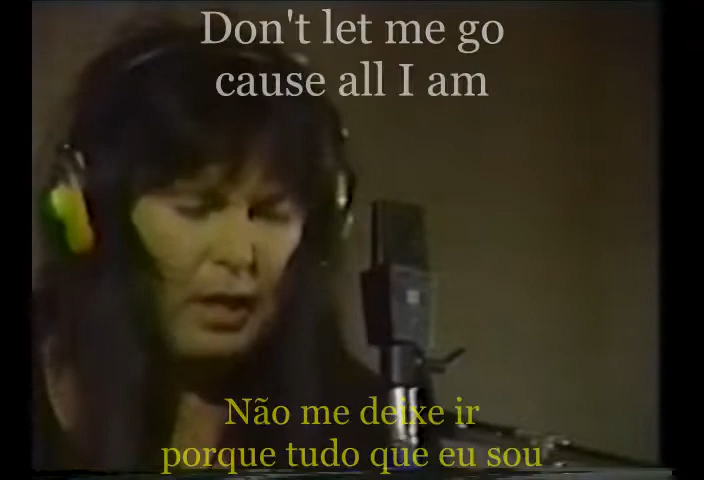 Don't let me go
cause all I am
Não me deixe ir
porque tudo que eu sou